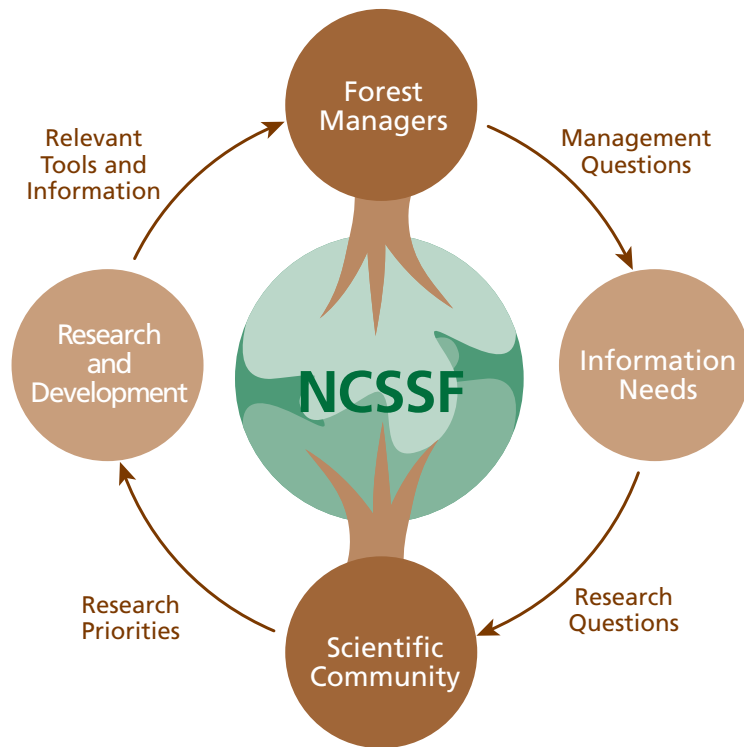 Forest
Managers
Relevant
Tools and
Information
Management
Questions
Research
and
Development
NCSSF
Information
Needs
Research
Priorities
Research
Questions
Scientific
Community